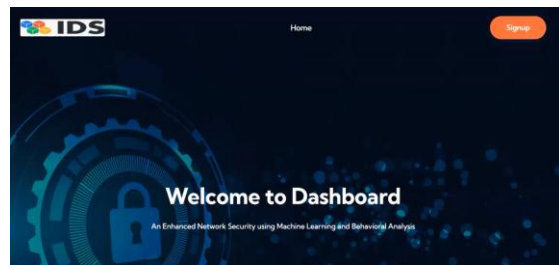 IDS
Home
Signup
Welcome to Dashboard
An Enhanced Network Security using Machine Learning and Behavioral Analysis